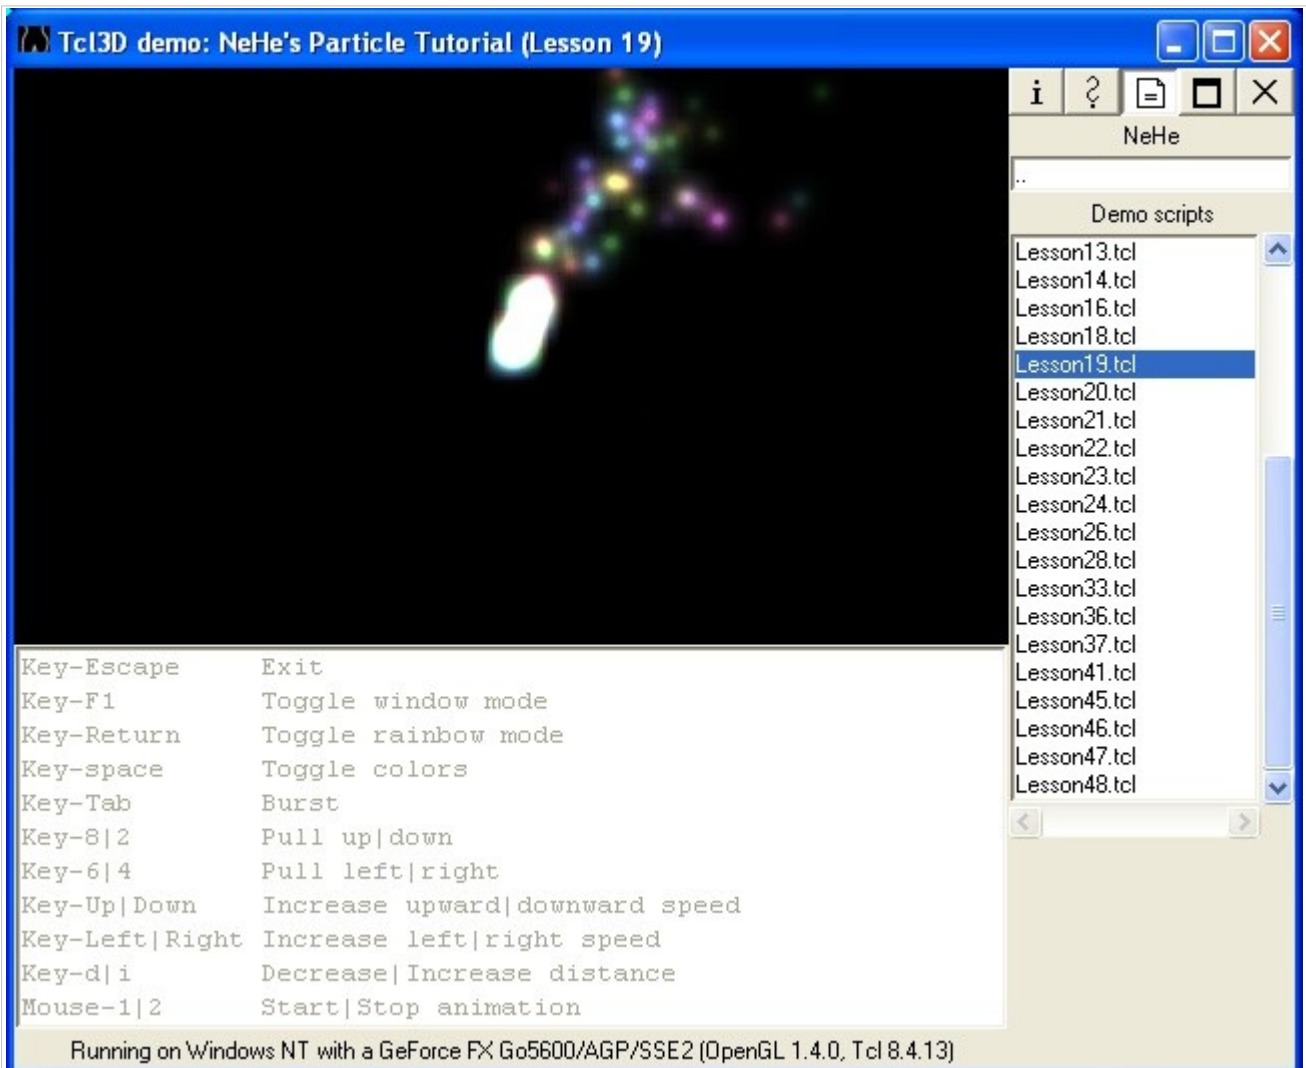 Tcl3D demo: NeHe's Particle Tutorial (Lesson 19)
NeHe
..
Demo scripts
Lesson13.tcl
Lesson14.tcl
Lesson16.tcl
Lesson18.tcl
Lesson19.tcl
Lesson20.tcl
Lesson21.tcl
Lesson22.tcl
Lesson23.tcl
Lesson24.tcl
Lesson26.tcl
Lesson28.tcl
Lesson33.tcl
Lesson36.tcl
Lesson37.tcl
Lesson41.tcl
Lesson45.tcl
Lesson46.tcl
Lesson47.tcl
Lesson48.tcl
Key-Escape Exit
Key-F1 Toggle window mode
Key-Return Toggle rainbow mode
Key-space Toggle colors
Key-Tab Burst
Key-8|2 Pull up|down
Key-6|4 Pull left|right
Key-Up|Down Increase upward|downward speed
Key-Left|Right Increase left|right speed
Key-d|i Decrease|Increase distance
Mouse-1|2 Start|Stop animation
Running on Windows NT with a GeForce FX Go5600/AGP/SSE2 (OpenGL 1.4.0, Tcl 8.4.13)